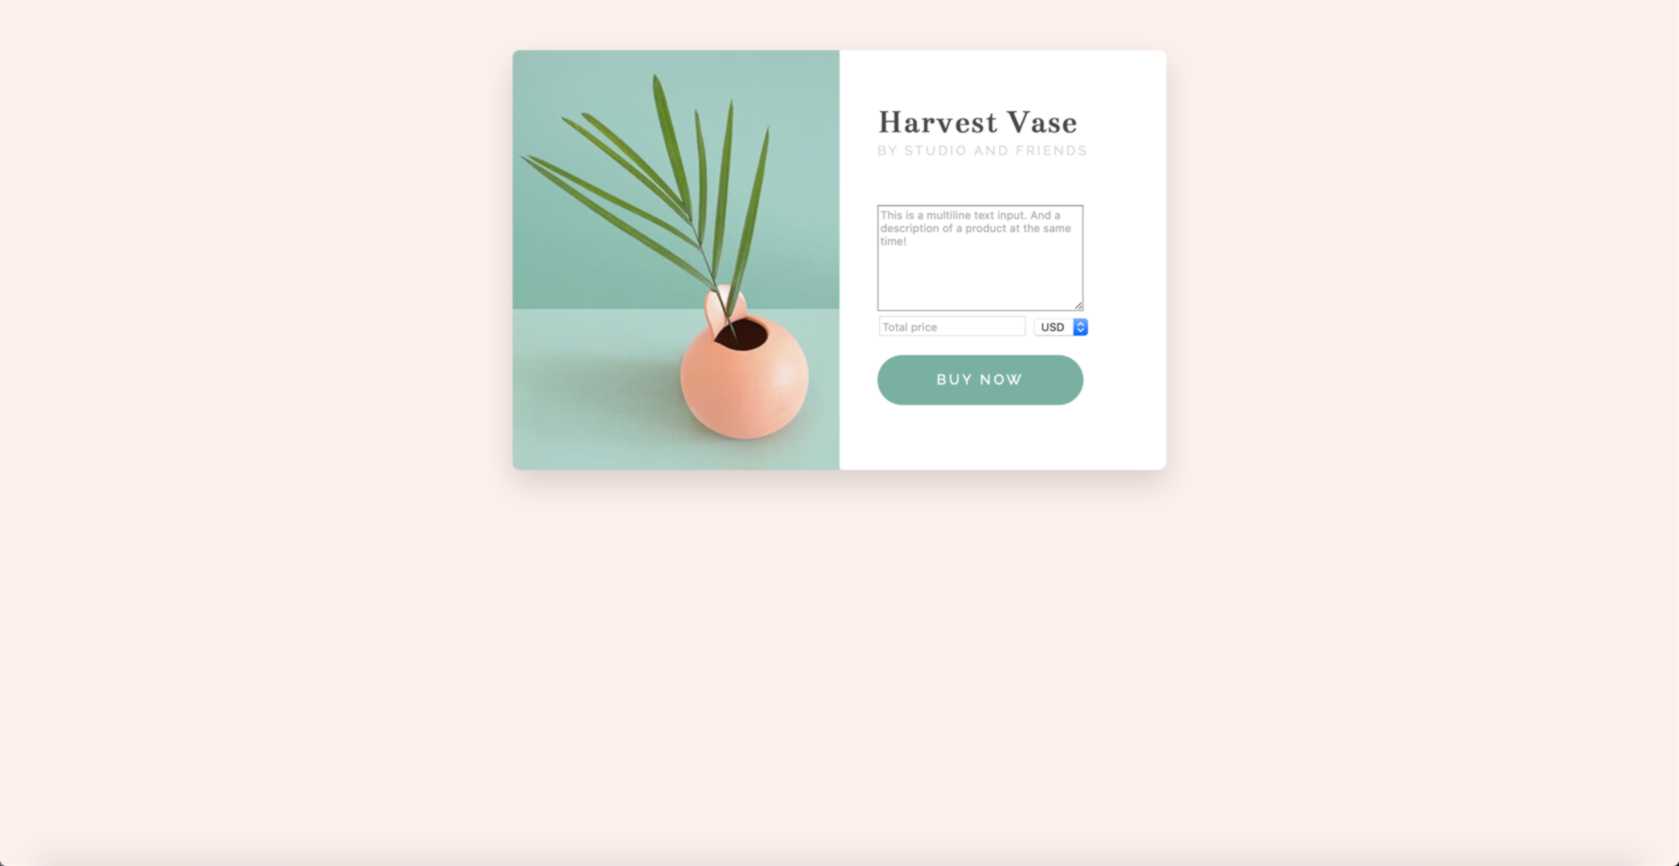 Harvest Vase
BY STUDIO AND FRIENDS
This is a multiline text input. And a
description of a product at the same
time!
Total price
USD
BUY NOW